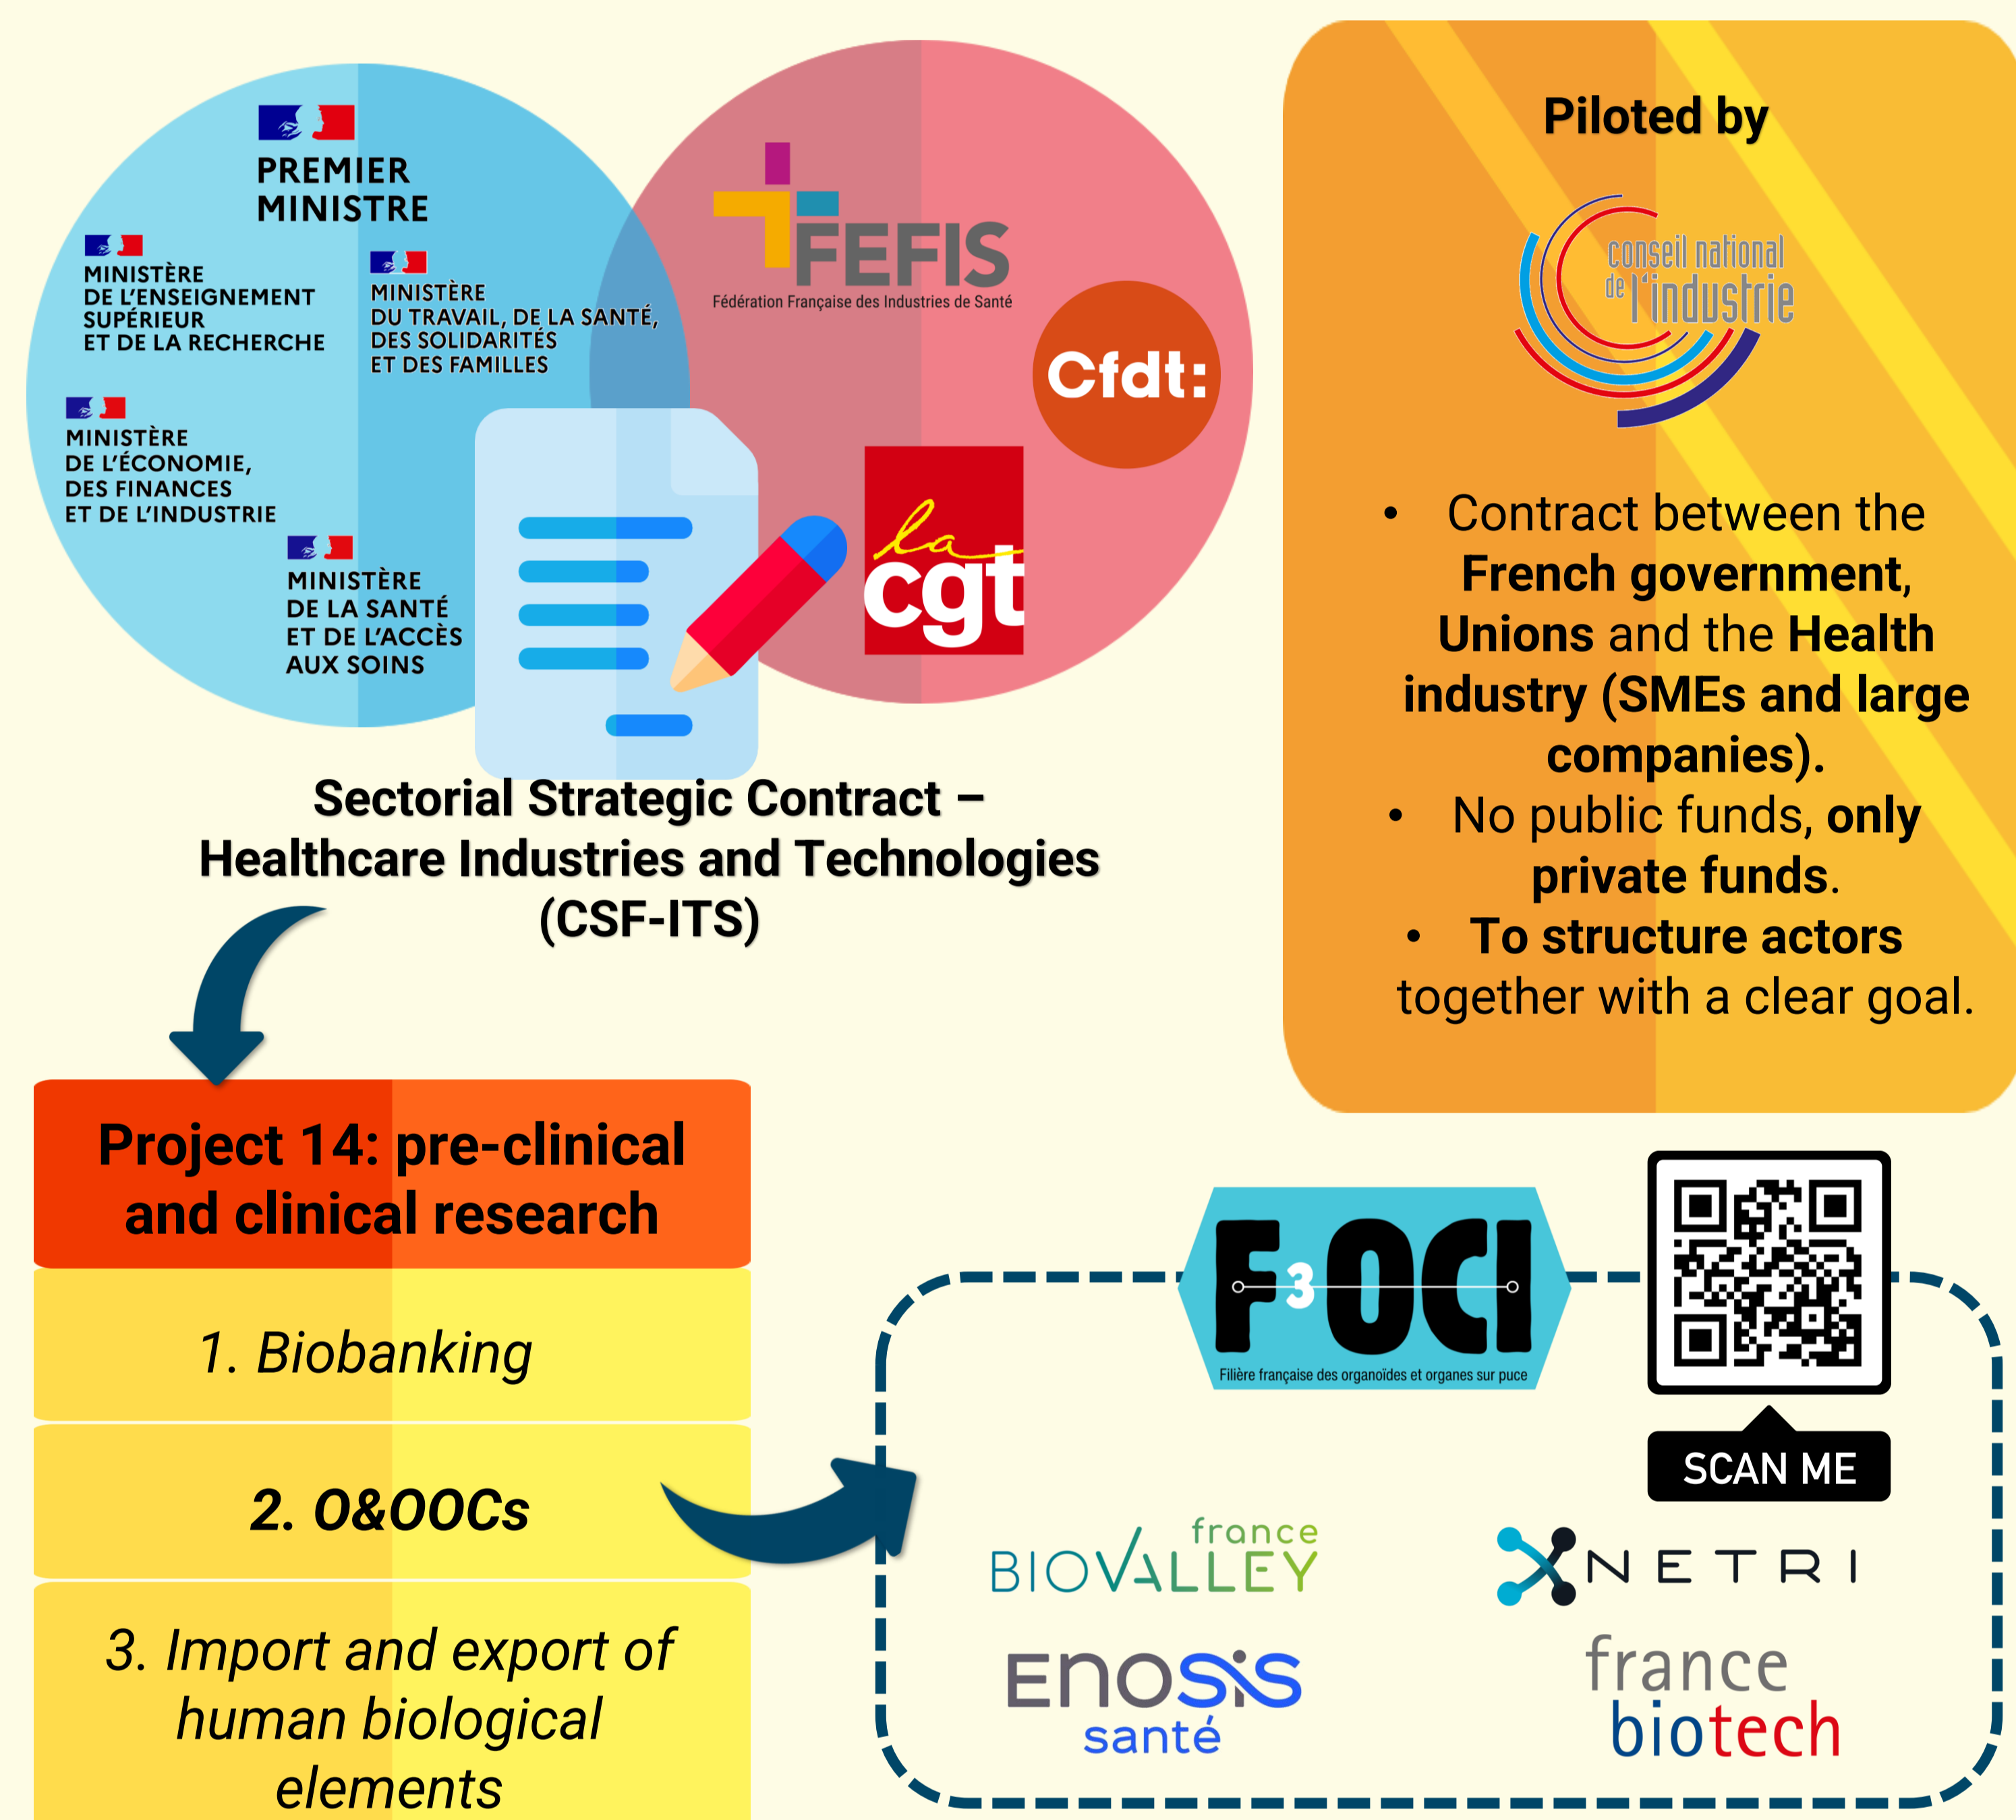 PREMIER
MINISTRE
MINISTÈRE
DE L'ENSEIGNEMENT
SUPÉRIEUR
ET DE LA RECHERCHE
MINISTÈRE
DU TRAVAIL, DE LA SANTÉ,
DES SOLIDARITÉS
ET DES FAMILLES
MINISTÈRE
DE L'ÉCONOMIE,
DES FINANCES
ET DE L'INDUSTRIE
MINISTÈRE
DE LA SANTÉ
ET DE L'ACCÈS
AUX SOINS
FEFIS
Fédération Française des Industries de Santé
Cfdt:
la
cgt
Sectorial Strategic Contract –
Healthcare Industries and Technologies
(CSF-ITS)
Piloted by
conseil national
de l'industrie
• Contract between the
French government,
Unions and the Health
industry (SMEs and large
companies).
• No public funds, only
private funds.
• To structure actors
together with a clear goal.
Project 14: pre-clinical
and clinical research
1. Biobanking
2. O&OOCs
3. Import and export of
human biological
elements
F3OCI
Filière française des organoïdes et organes sur puce
SCAN ME
france
BIOVALLEY
NETRI
ENOSIS
santé
france
biotech